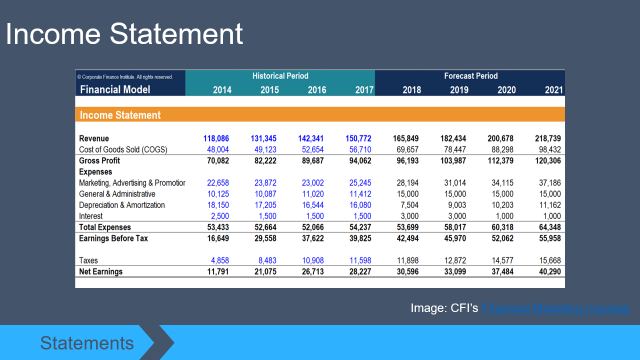 Income Statement
© Corporate Finance Institute. All rights reserved. Historical Period Forecast Period
Financial Model 2014 2015 2016 2017 2018 2019 2020 2021
Income Statement
Revenue 118,086 131,345 142,341 150,772 165,849 182,434 200,678 218,739
Cost of Goods Sold (COGS) 48,004 49,123 52,654 56,710 69,657 78,447 88,298 98,432
Gross Profit 70,082 82,222 89,687 94,062 96,193 103,987 112,379 120,306
Expenses
Marketing, Advertising & Promotion 22,658 23,872 23,002 25,245 28,194 31,014 34,115 37,186
General & Administrative 10,125 10,087 11,020 11,412 15,000 15,000 15,000 15,000
Depreciation & Amortization 18,150 17,205 16,544 16,080 7,504 9,003 10,203 11,162
Interest 2,500 1,500 1,500 1,500 3,000 3,000 1,000 1,000
Total Expenses 53,433 52,664 52,066 54,237 53,699 58,017 60,318 64,348
Earnings Before Tax 16,649 29,558 37,622 39,825 42,494 45,970 52,062 55,958
Taxes 4,858 8,483 10,908 11,598 11,898 12,872 14,577 15,668
Net Earnings 11,791 21,075 26,713 28,227 30,596 33,099 37,484 40,290
Image: CFI's
Statements